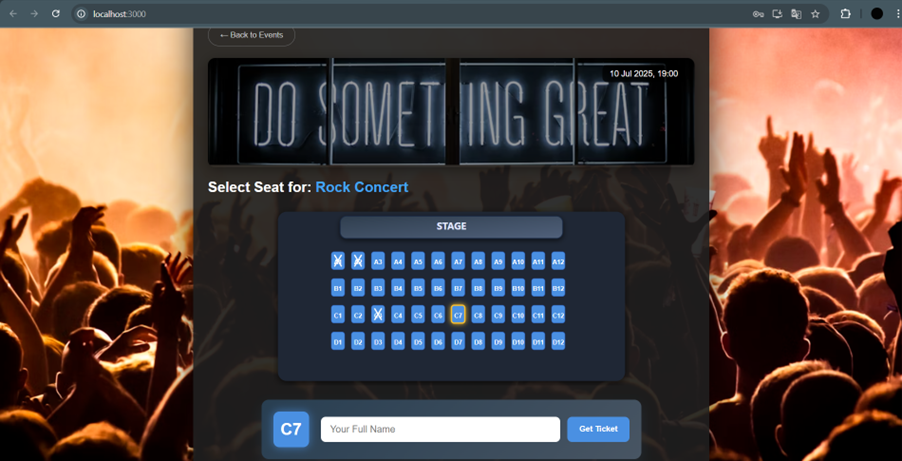 localhost:3000
← Back to Events
10 Jul 2025, 19:00
DO SOMETHING GREAT
Select Seat for: Rock Concert
STAGE
A3 A4 A5 A6 A7 A8 A9 A10 A11 A12
B1 B2 B3 B4 B5 B6 B7 B8 B9 B10 B11 B12
C1 C2 C4 C5 C6 C7 C8 C9 C10 C11 C12
D1 D2 D3 D4 D5 D6 D7 D8 D9 D10 D11 D12
C7 Your Full Name Get Ticket